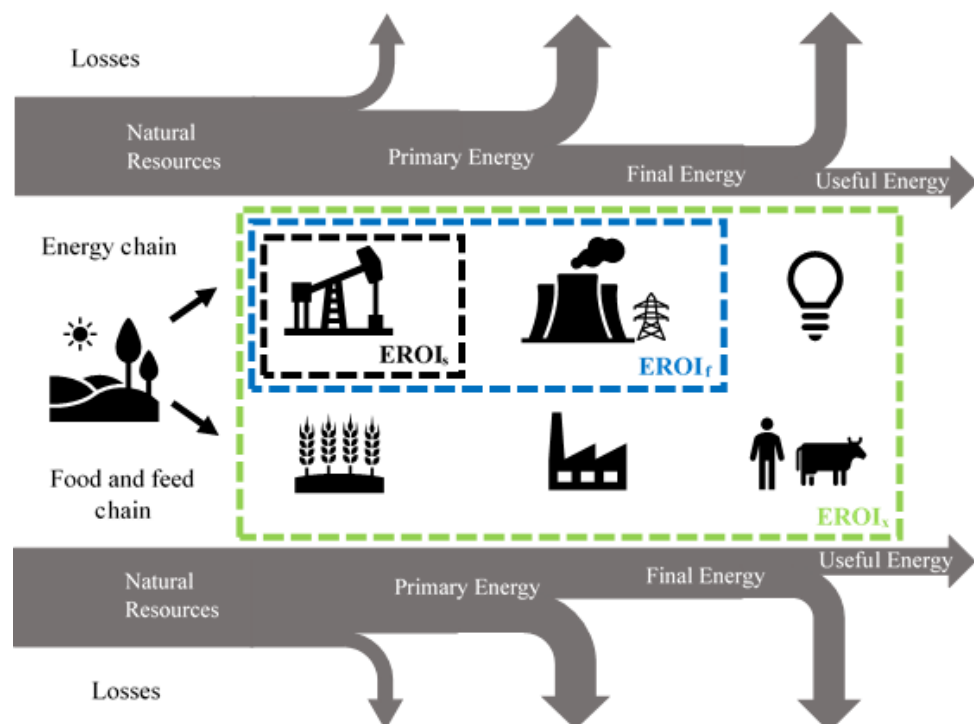 Losses
Natural
Resources
Primary Energy
Final Energy
Useful Energy
Energy chain
EROIs
EROIf
Food and feed
chain
EROIx
Useful Energy
Final Energy
Primary Energy
Natural
Resources
Losses